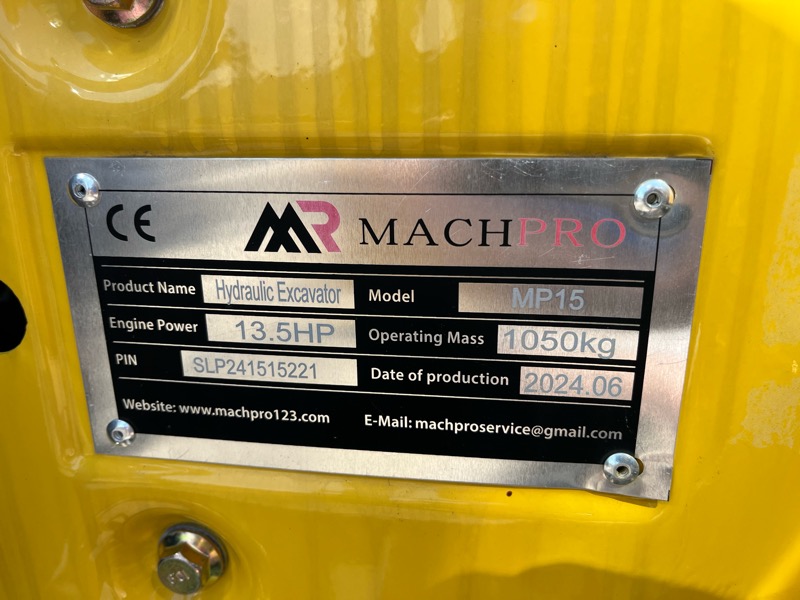 CE MR MACHPRO
Product Name Hydraulic Excavator Model MP15
Engine Power 13.5HP Operating Mass 1050kg
PIN SLP241515221 Date of production 2024.06
Website: www.machpro123.com E-Mail: machproservice@gmail.com